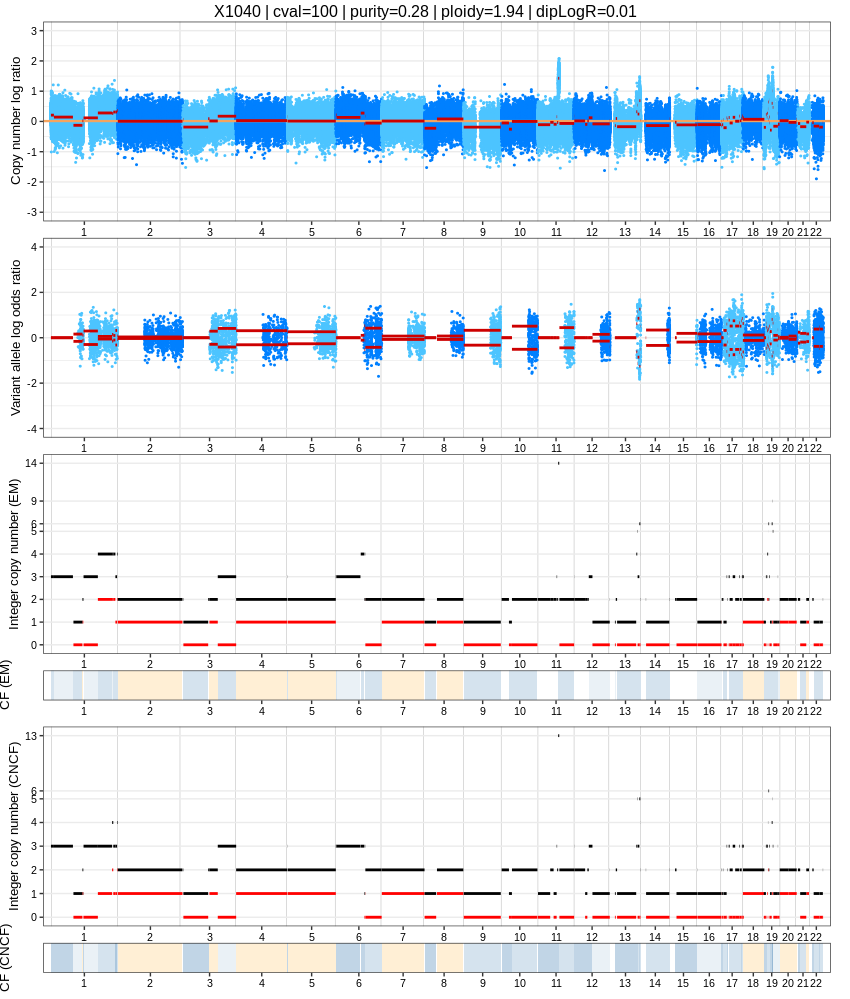 X1040 | cval=100 | purity=0.28 | ploidy=1.94 | dipLogR=0.01
Copy number log ratio
3
2
1
0
-1
-2
-3
1 2 3 4 5 6 7 8 9 10 11 12 13 14 15 16 17 18 19 20 21 22
Variant allele log odds ratio
4
2
0
-2
-4
1 2 3 4 5 6 7 8 9 10 11 12 13 14 15 16 17 18 19 20 21 22
Integer copy number (EM)
14
9
6
5
4
3
2
1
0
1 2 3 4 5 6 7 8 9 10 11 12 13 14 15 16 17 18 19 20 21 22
CF (EM)
1 2 3 4 5 6 7 8 9 10 11 12 13 14 15 16 17 18 19 20 21 22
Integer copy number (CNCF)
13
6
5
4
3
2
1
0
1 2 3 4 5 6 7 8 9 10 11 12 13 14 15 16 17 18 19 20 21 22
CF (CNCF)
1 2 3 4 5 6 7 8 9 10 11 12 13 14 15 16 17 18 19 20 21 22